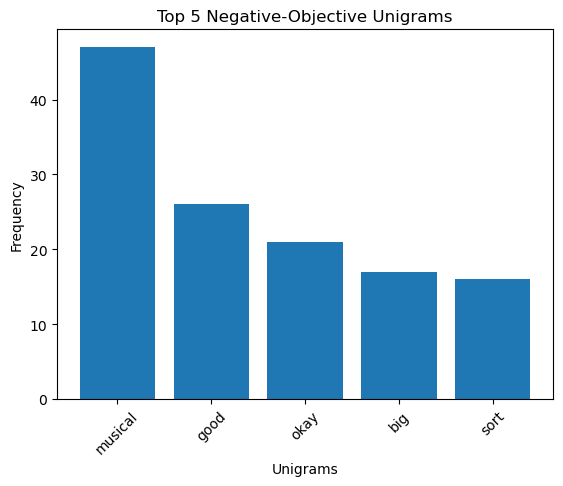 Top 5 Negative-Objective Unigrams
Frequency
40
30
20
10
0
musical
good
okay
big
sort
Unigrams